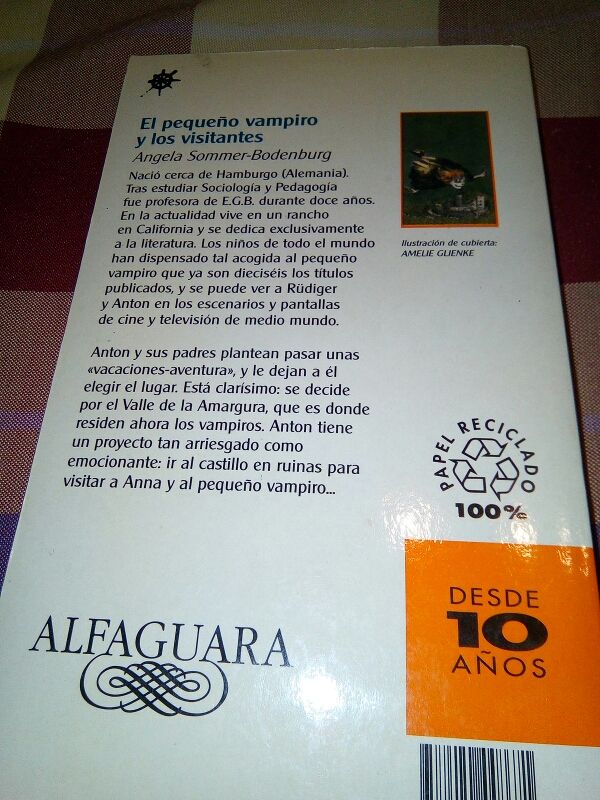 El pequeño vampiro
y los visitantes
Angela Sommer-Bodenburg
Nació cerca de Hamburgo (Alemania).
Tras estudiar Sociología y Pedagogía
fue profesora de E.G.B. durante doce años.
En la actualidad vive en un rancho
en California y se dedica exclusivamente
a la literatura. Los niños de todo el mundo
han dispensado tal acogida al pequeño
vampiro que ya son dieciséis los títulos
publicados, y se puede ver a Rüdiger
y Anton en los escenarios y pantallas
de cine y televisión de medio mundo.
Ilustración de cubierta:
AMELIE GLIENKE
Anton y sus padres plantean pasar unas
«vacaciones-aventura», y le dejan a él
elegir el lugar. Está clarísimo: se decide
por el Valle de la Amargura, que es donde
residen ahora los vampiros. Anton tiene
un proyecto tan arriesgado como
emocionante: ir al castillo en ruinas para
visitar a Anna y al pequeño vampiro...
PAPEL RECICLADO
100%
DESDE
10
AÑOS
ALFAGUARA